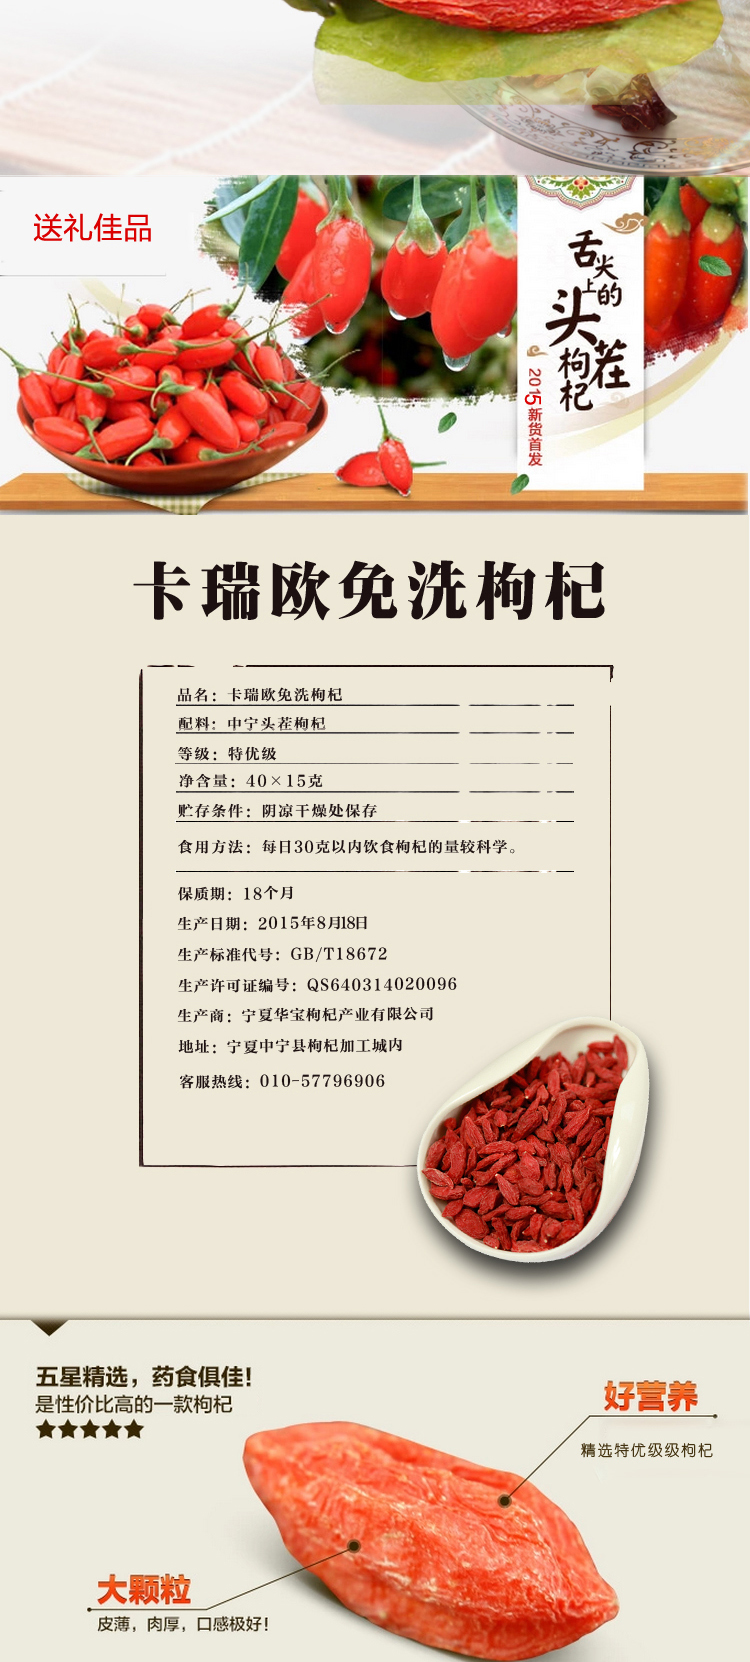 送礼佳品
舌尖
上的
头茬
枸杞
2015新货首发
卡瑞欧免洗枸杞
品名：卡瑞欧免洗枸杞
配料：中宁头茬枸杞
等级：特优级
净含量：40×15克
贮存条件：阴凉干燥处保存
食用方法：每日30克以内饮食枸杞的量较科学。
保质期：18个月
生产日期：2015年8月18日
生产标准代号：GB/T18672
生产许可证编号：QS640314020096
生产商：宁夏华宝枸杞产业有限公司
地址：宁夏中宁县枸杞加工城内
客服热线：010-57796906
五星精选，药食俱佳！
是性价比高的一款枸杞
好营养
精选特优级级枸杞
大颗粒
皮薄，肉厚，口感极好！